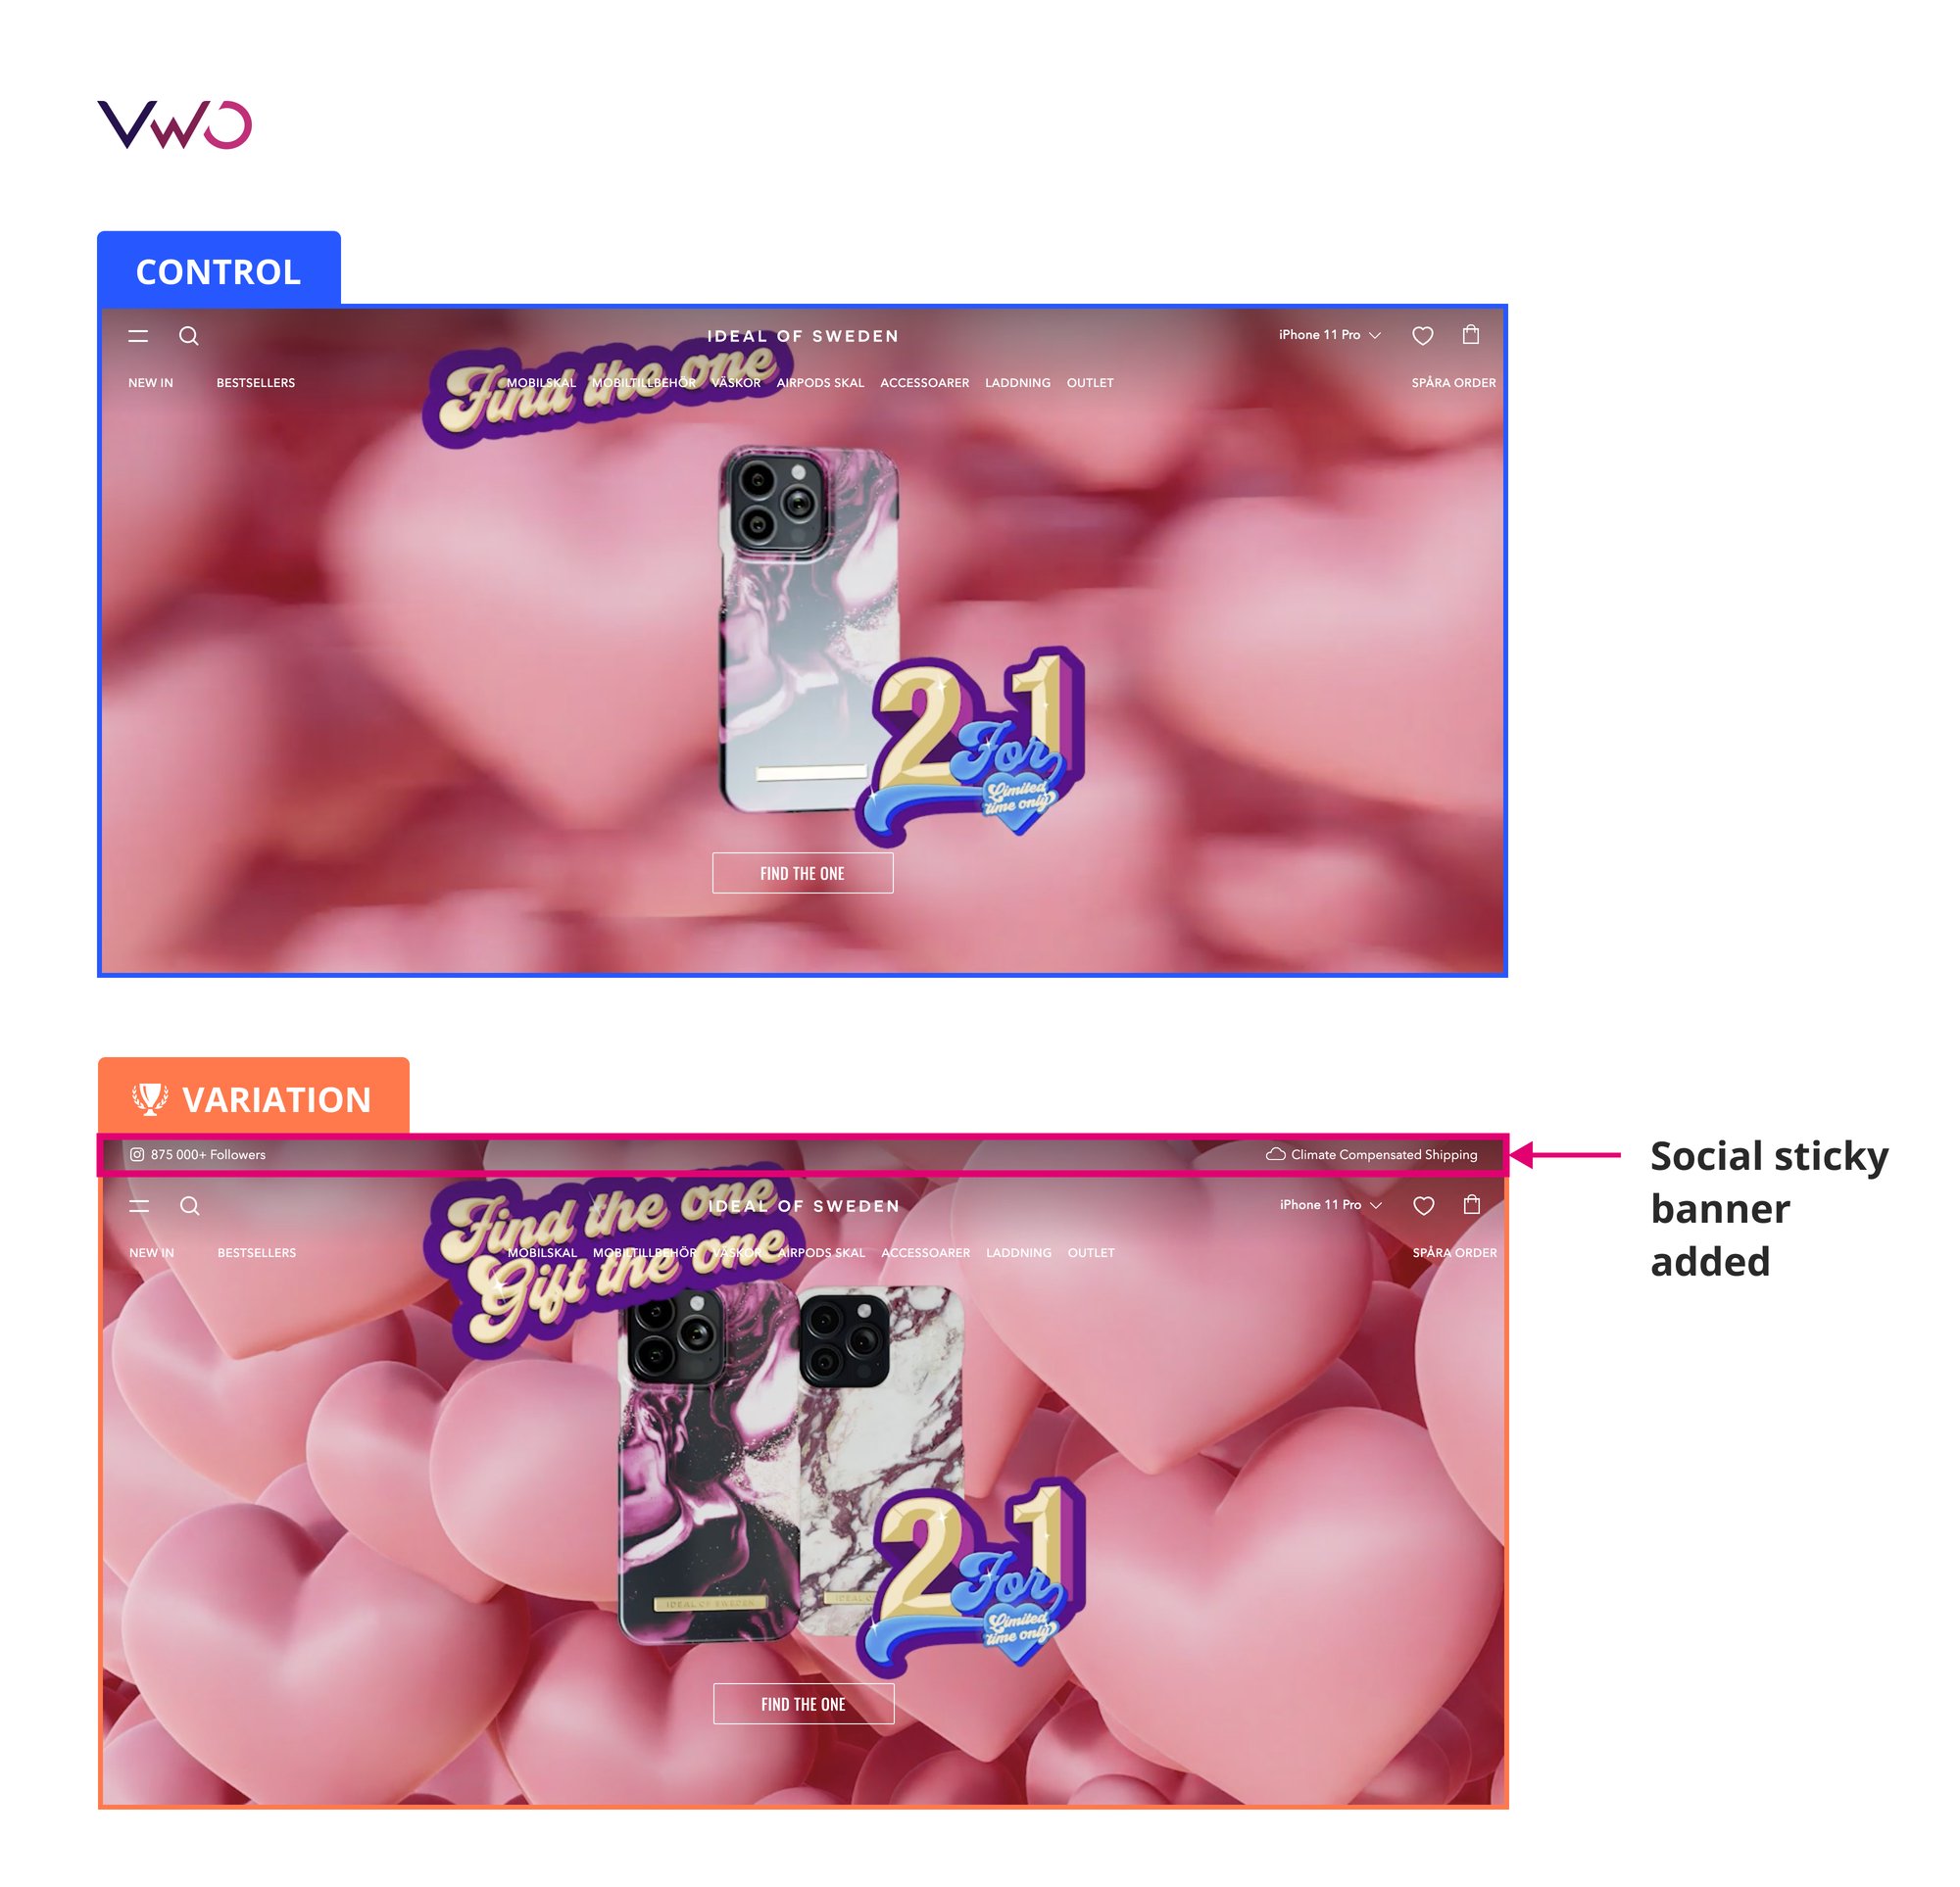 VWO
CONTROL
IDEAL OF SWEDEN
iPhone 11 Pro
NEW IN BESTSELLERS MOBILSKAL MOBILTILLBEHÖR VÄSKOR AIRPODS SKAL ACCESSOARER LADDNING OUTLET SPÅRA ORDER
Find the one
2 For 1
Limited
time only
FIND THE ONE
VARIATION
875 000+ Followers Climate Compensated Shipping
Social sticky
banner
added
IDEAL OF SWEDEN
iPhone 11 Pro
NEW IN BESTSELLERS MOBILSKAL MOBILTILLBEHÖR VÄSKOR AIRPODS SKAL ACCESSOARER LADDNING OUTLET SPÅRA ORDER
Find the one
Gift the one
IDEAL OF SWEDEN
2 For 1
Limited
time only
FIND THE ONE